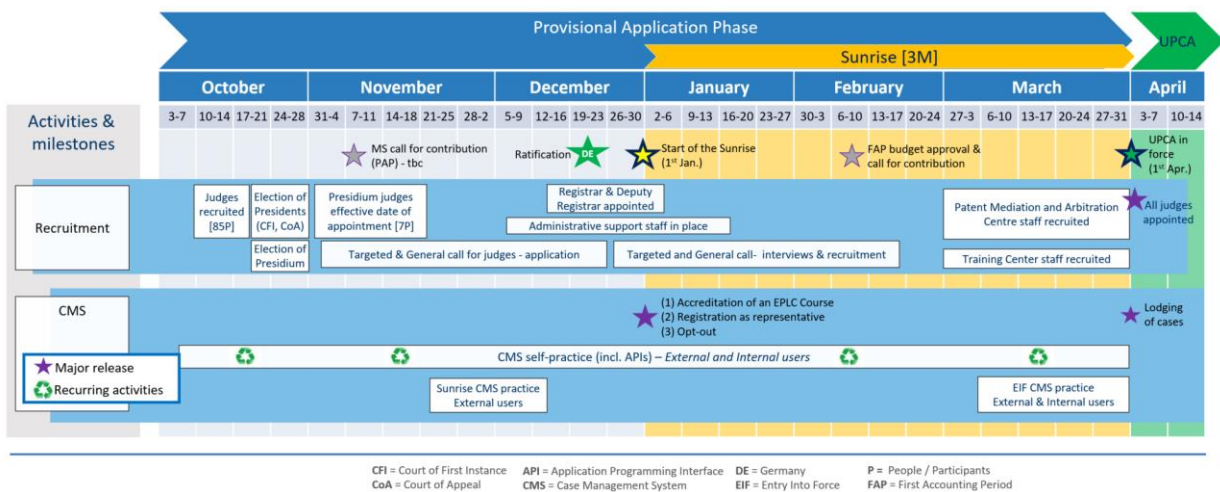 Provisional Application Phase
UPCA
Sunrise [3M]
October
November
December
January
February
March
April
Activities &
milestones
3-7
10-14
17-21
24-28
31-4
7-11
14-18
21-25
28-2
5-9
12-16
19-23
26-30
2-6
9-13
16-20
23-27
30-3
6-10
13-17
20-24
27-3
6-10
13-17
20-24
27-31
3-7
10-14
MS call for contribution
(PAP) - tbc
Ratification
DE
Start of the Sunrise
(1st Jan.)
FAP budget approval &
call for contribution
UPCA in
force
(1st Apr.)
Recruitment
Judges
recruited
[85P]
Election of
Presidents
(CFI, CoA)
Election of
Presidium
Presidium judges
effective date of
appointment [7P]
Registrar & Deputy
Registrar appointed
Administrative support staff in place
Targeted & General call for judges - application
Targeted and General call- interviews & recruitment
Patent Mediation and Arbitration
Centre staff recruited
Training Center staff recruited
All judges
appointed
CMS
(1) Accreditation of an EPLC Course
(2) Registration as representative
(3) Opt-out
Lodging
of cases
CMS self-practice (incl. APIs) – External and Internal users
Sunrise CMS practice
External users
EIF CMS practice
External & Internal users
Major release
Recurring activities
CFI = Court of First Instance
CoA = Court of Appeal
API = Application Programming Interface
CMS = Case Management System
DE = Germany
EIF = Entry Into Force
P = People / Participants
FAP = First Accounting Period